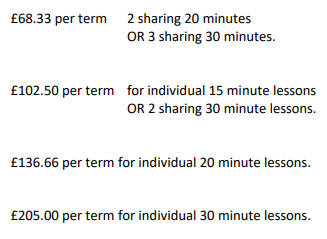 £68.33 per term 2 sharing 20 minutes
OR 3 sharing 30 minutes.
£102.50 per term for individual 15 minute lessons
OR 2 sharing 30 minute lessons.
£136.66 per term for individual 20 minute lessons.
£205.00 per term for individual 30 minute lessons.